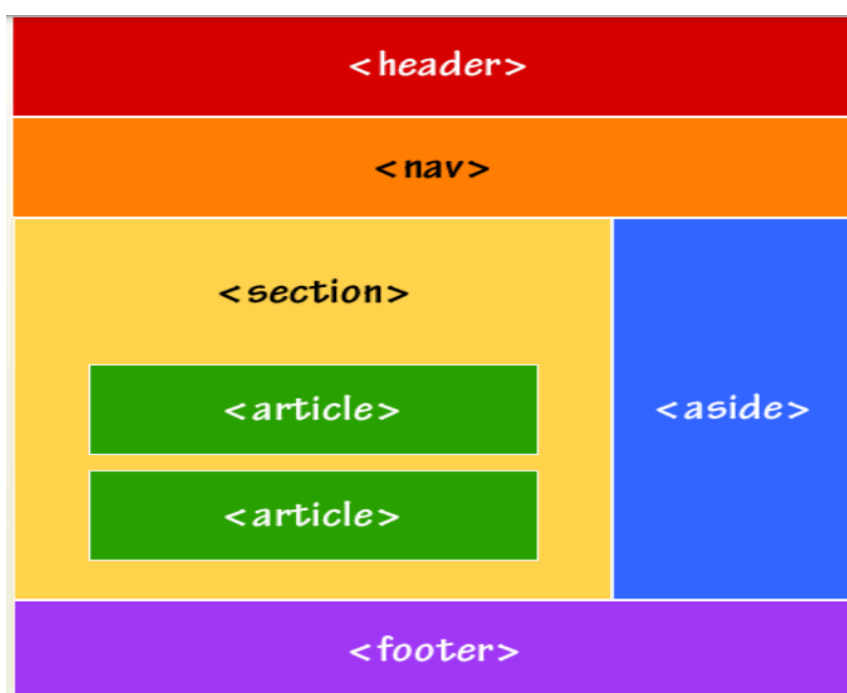 <header>
<nav>
<section>
<article>
<aside>
<article>
<footer>